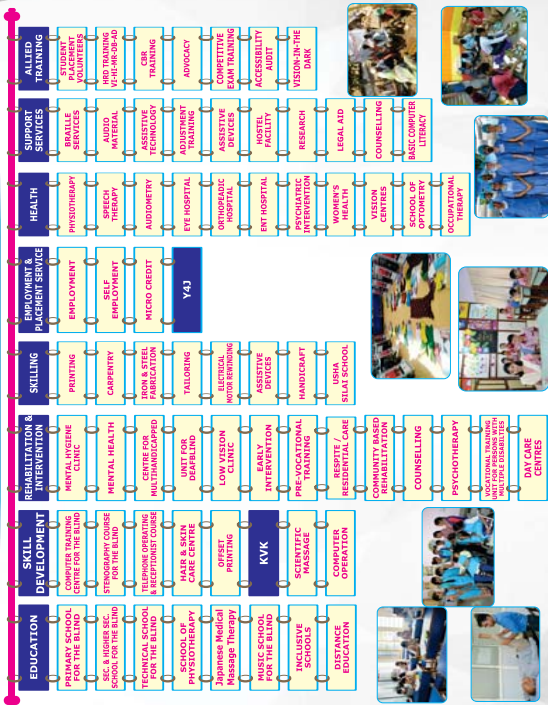 EDUCATION
PRIMARY SCHOOL
FOR THE BLIND
SEC. & HIGHER SEC.
SCHOOL FOR THE BLIND
TECHNICAL SCHOOL
FOR THE BLIND
SCHOOL OF
PHYSIOTHERAPY
Japanese Medical
Massage Therapy
MUSIC SCHOOL
FOR THE BLIND
INCLUSIVE
SCHOOLS
DISTANCE
EDUCATION
SKILL
DEVELOPMENT
COMPUTER TRAINING
CENTRE FOR THE BLIND
STENOGRAPHY COURSE
FOR THE BLIND
TELEPHONE OPERATING
& RECEPTIONIST COURSE
HAIR & SKIN
CARE CENTRE
OFFSET
PRINTING
KVK
SCIENTIFIC
MASSAGE
COMPUTER
OPERATION
REHABILITATION &
INTERVENTION
MENTAL HYGIENE
CLINIC
MENTAL HEALTH
CENTRE FOR
MULTIHANDICAPPED
UNIT FOR
DEAFBLIND
LOW VISION
CLINIC
EARLY
INTERVENTION
PRE-VOCATIONAL
TRAINING
RESPITE /
RESIDENTIAL CARE
COMMUNITY BASED
REHABILITATION
COUNSELLING
PSYCHOTHERAPY
VOCATIONAL TRAINING
UNIT FOR PERSONS WITH
MULTIPLE DISABILITIES
DAY CARE
CENTRES
SKILLING
PRINTING
CARPENTRY
IRON & STEEL
FABRICATION
TAILORING
ELECTRICAL
MOTOR REWINDING
ASSISTIVE
DEVICES
HANDICRAFT
USHA
SILAI SCHOOL
EMPLOYMENT &
PLACEMENT SERVICE
EMPLOYMENT
SELF
EMPLOYMENT
MICRO CREDIT
Y4J
HEALTH
PHYSIOTHERAPY
SPEECH
THERAPY
AUDIOMETRY
EYE HOSPITAL
ORTHOPEADIC
HOSPITAL
ENT HOSPITAL
PSYCHIATRIC
INTERVENTION
WOMEN'S
HEALTH
VISION
CENTRES
SCHOOL OF
OPTOMETRY
OCCUPATIONAL
THERAPY
SUPPORT
SERVICES
BRAILLE
SERVICES
AUDIO
MATERIAL
ASSISTIVE
TECHNOLOGY
ADJUSTMENT
TRAINING
ASSISTIVE
DEVICES
HOSTEL
FACILITY
RESEARCH
LEGAL AID
COUNSELLING
BASIC COMPUTER
LITERACY
ALLIED
TRAINING
STUDENT
PLACEMENT
VOLUNTEERS
HRD TRAINING
VI-HI-MR-DB-AD
CBR
TRAINING
ADVOCACY
COMPETITIVE
EXAM TRAINING
ACCESSIBILITY
AUDIT
VISION-IN-THE
DARK